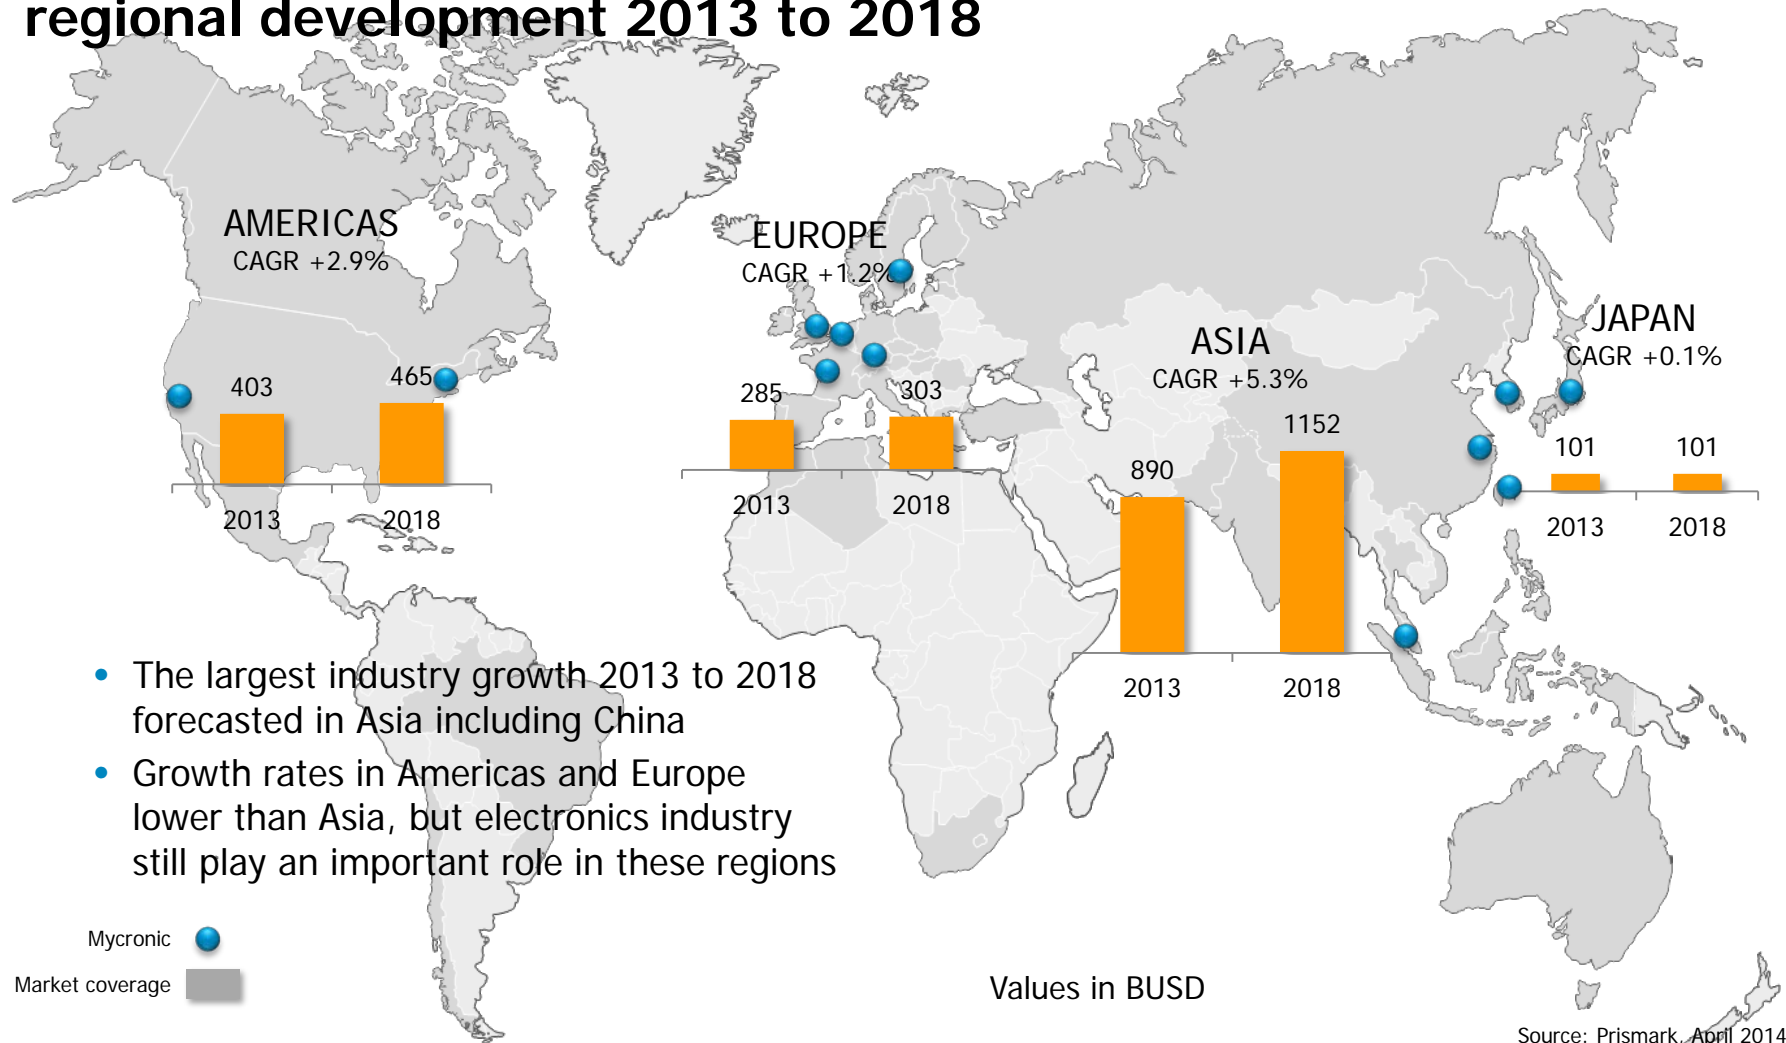 regional development 2013 to 2018
AMERICAS
CAGR +2.9%
403
465
2013
2018
EUROPE
CAGR +1.2%
285
303
2013
2018
ASIA
CAGR +5.3%
890
1152
2013
2018
JAPAN
CAGR +0.1%
101
101
2013
2018
• The largest industry growth 2013 to 2018
forecasted in Asia including China
• Growth rates in Americas and Europe
lower than Asia, but electronics industry
still play an important role in these regions
Mycronic
Market coverage
Values in BUSD
Source: Prismark, April 2014